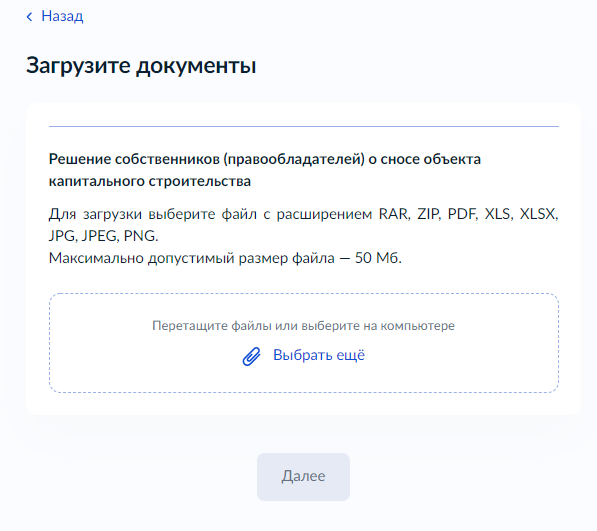 Назад
Загрузите документы
Решение собственников (правообладателей) о сносе объекта
капитального строительства
Для загрузки выберите файл с расширением RAR, ZIP, PDF, XLS, XLSX,
JPG, JPEG, PNG.
Максимально допустимый размер файла — 50 Мб.
Перетащите файлы или выберите на компьютере
Выбрать ещё
Далее